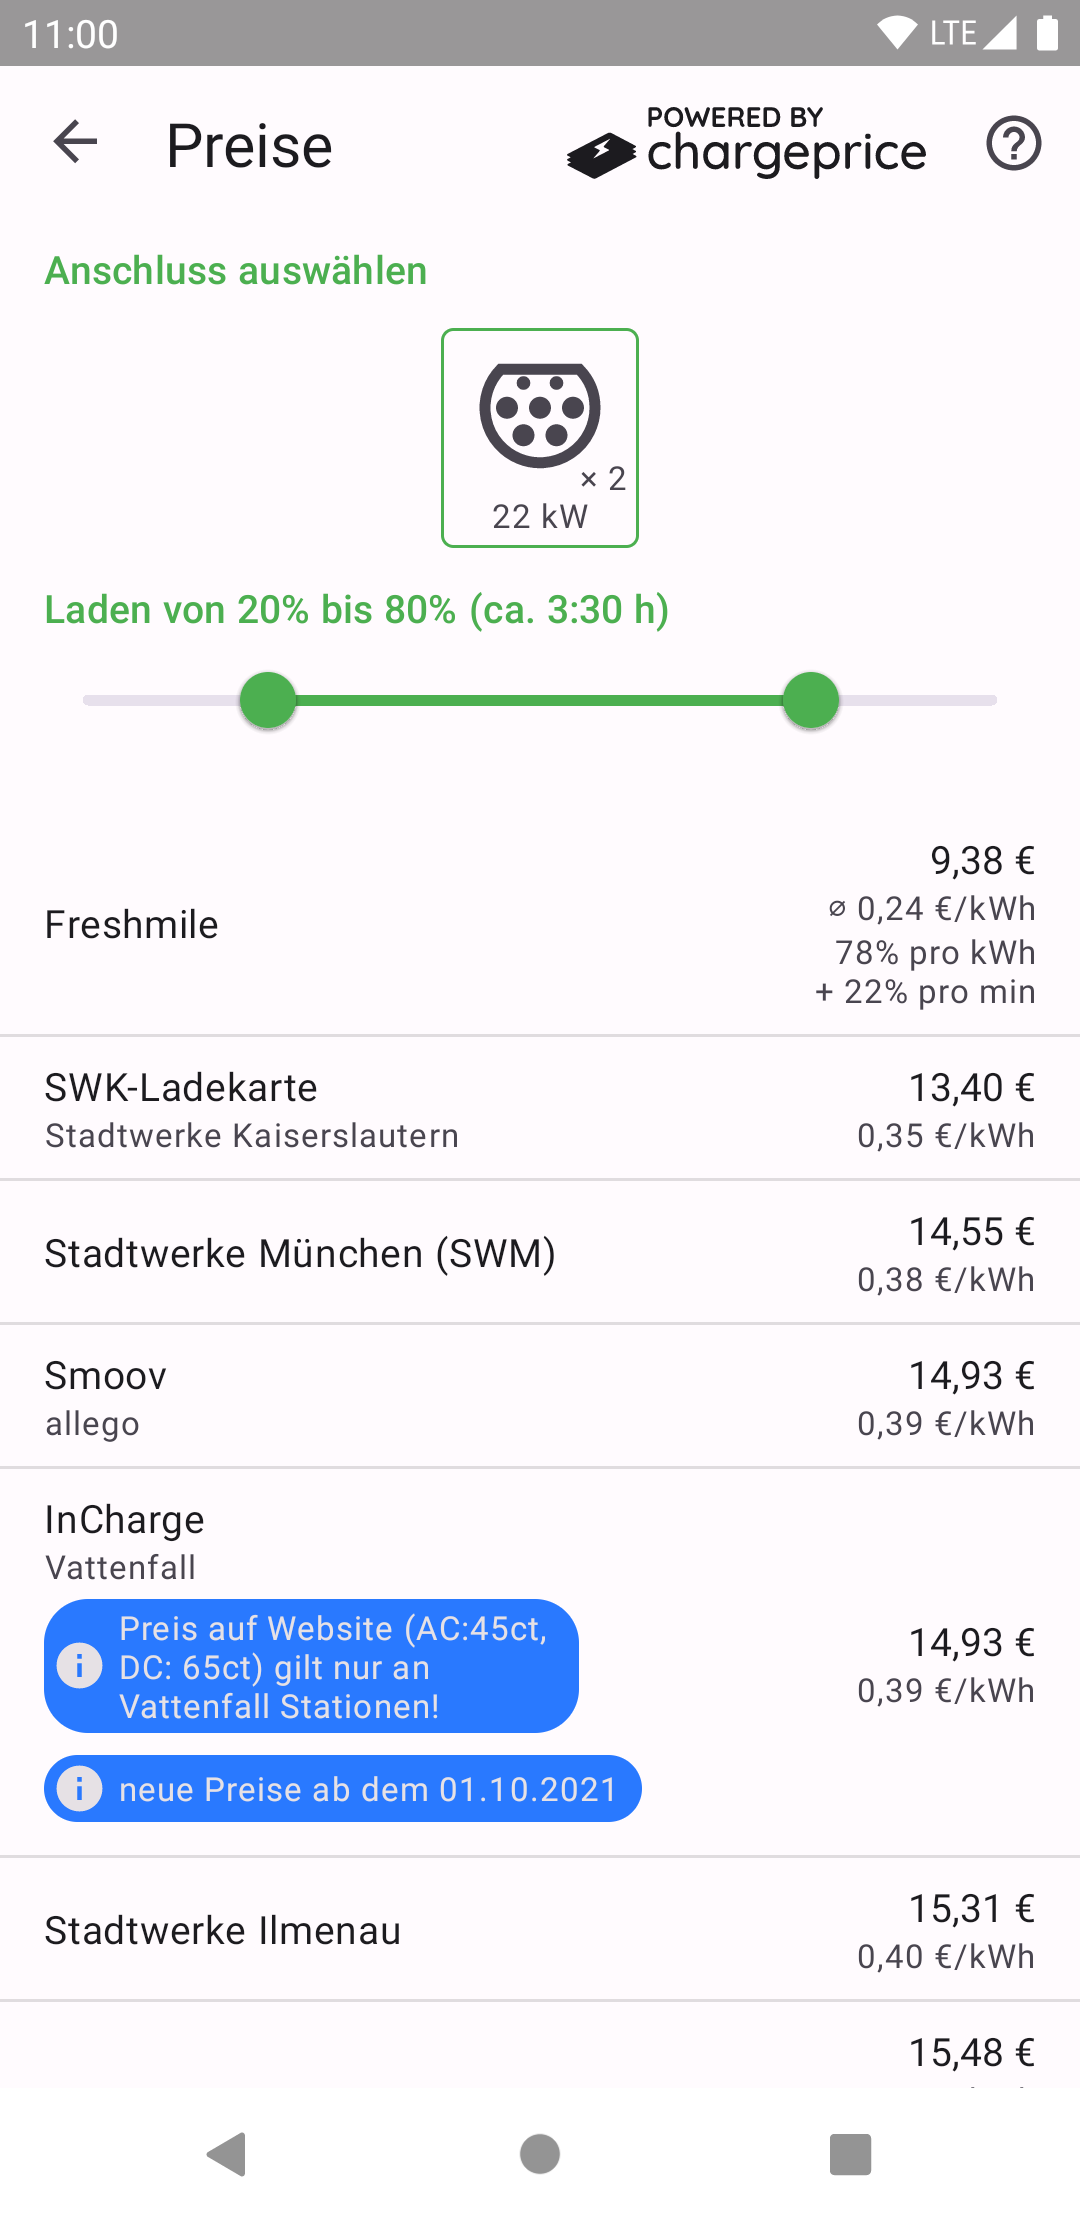 11:00
LTE
Preise
POWERED BY
chargeprice
Anschluss auswählen
× 2
22 kW
Laden von 20% bis 80% (ca. 3:30 h)
9,38 €
Freshmile
⌀ 0,24 €/kWh
78% pro kWh
+ 22% pro min
SWK-Ladekarte
13,40 €
Stadtwerke Kaiserslautern
0,35 €/kWh
Stadtwerke München (SWM)
14,55 €
0,38 €/kWh
Smoov
14,93 €
allego
0,39 €/kWh
InCharge
Vattenfall
Preis auf Website (AC:45ct,
DC: 65ct) gilt nur an
Vattenfall Stationen!
14,93 €
0,39 €/kWh
neue Preise ab dem 01.10.2021
Stadtwerke Ilmenau
15,31 €
0,40 €/kWh
15,48 €